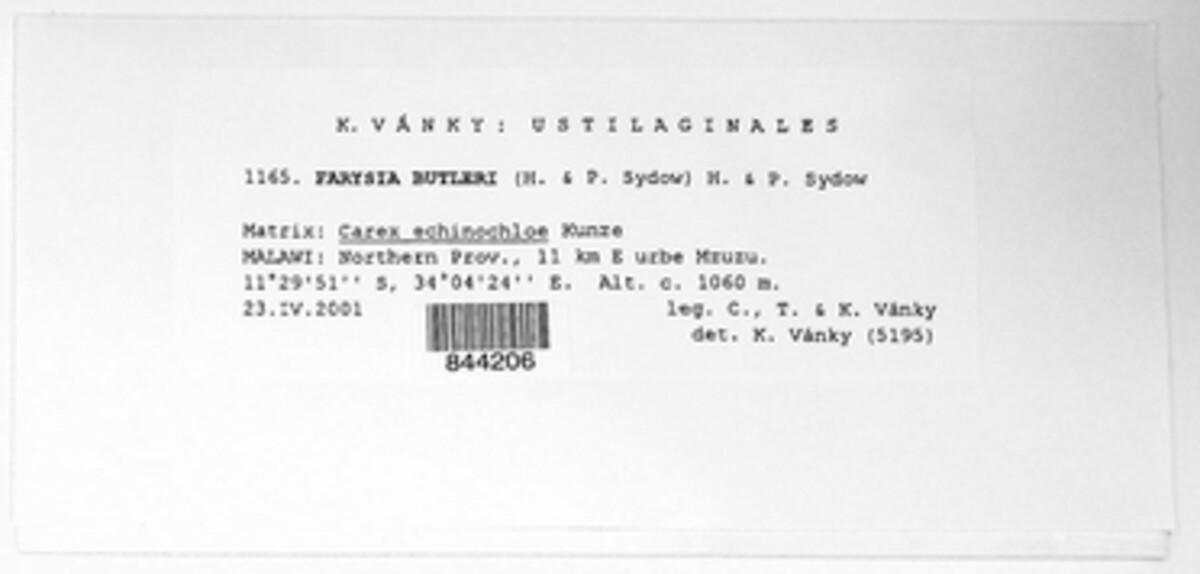 K. VÁNKY: USTILAGINALES
1165. FARYSIA BUTLERI (H. & P. Sydow) H. & P. Sydow
Matrix: Carex echinochloe Kunze
MALAWI: Northern Prov., 11 km E urbe Mzuzu.
11°29'51'' S, 34°04'24'' E. Alt. c. 1060 m.
23.IV.2001
leg. C., T. & K. Vánky
det. K. Vánky (5195)
844206